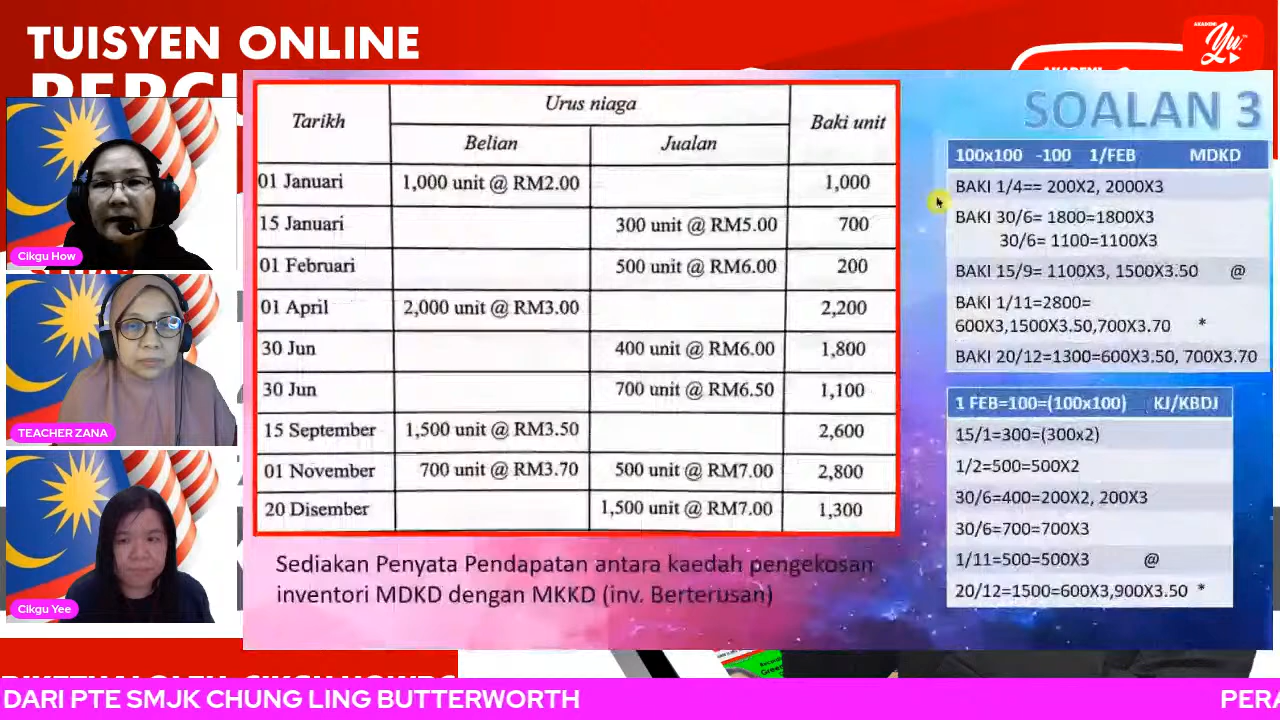 TUISYEN ONLINE
Cikgu How
TEACHER ZANA
Cikgu Yee
Tarikh
Urus niaga
Baki unit
Belian
Jualan
01 Januari 1,000 unit @ RM2.00 1,000
15 Januari 300 unit @ RM5.00 700
01 Februari 500 unit @ RM6.00 200
01 April 2,000 unit @ RM3.00 2,200
30 Jun 400 unit @ RM6.00 1,800
30 Jun 700 unit @ RM6.50 1,100
15 September 1,500 unit @ RM3.50 2,600
01 November 700 unit @ RM3.70 500 unit @ RM7.00 2,800
20 Disember 1,500 unit @ RM7.00 1,300
Sediakan Penyata Pendapatan antara kaedah pengekosan
inventori MDKD dengan MKKD (inv. Berterusan)
AKADEMI
Yu
SOALAN 3
100x100 -100 1/FEB MDKD
BAKI 1/4== 200X2, 2000X3
BAKI 30/6= 1800=1800X3
30/6= 1100=1100X3
BAKI 15/9= 1100X3, 1500X3.50 @
BAKI 1/11=2800=
600X3,1500X3.50,700X3.70 *
BAKI 20/12=1300=600X3.50, 700X3.70
1 FEB=100=(100x100) KJ/KBDJ
15/1=300=(300x2)
1/2=500=500X2
30/6=400=200X2, 200X3
30/6=700=700X3
1/11=500=500X3 @
20/12=1500=600X3,900X3.50 *
DARI PTE SMJK CHUNG LING BUTTERWORTH
PERA